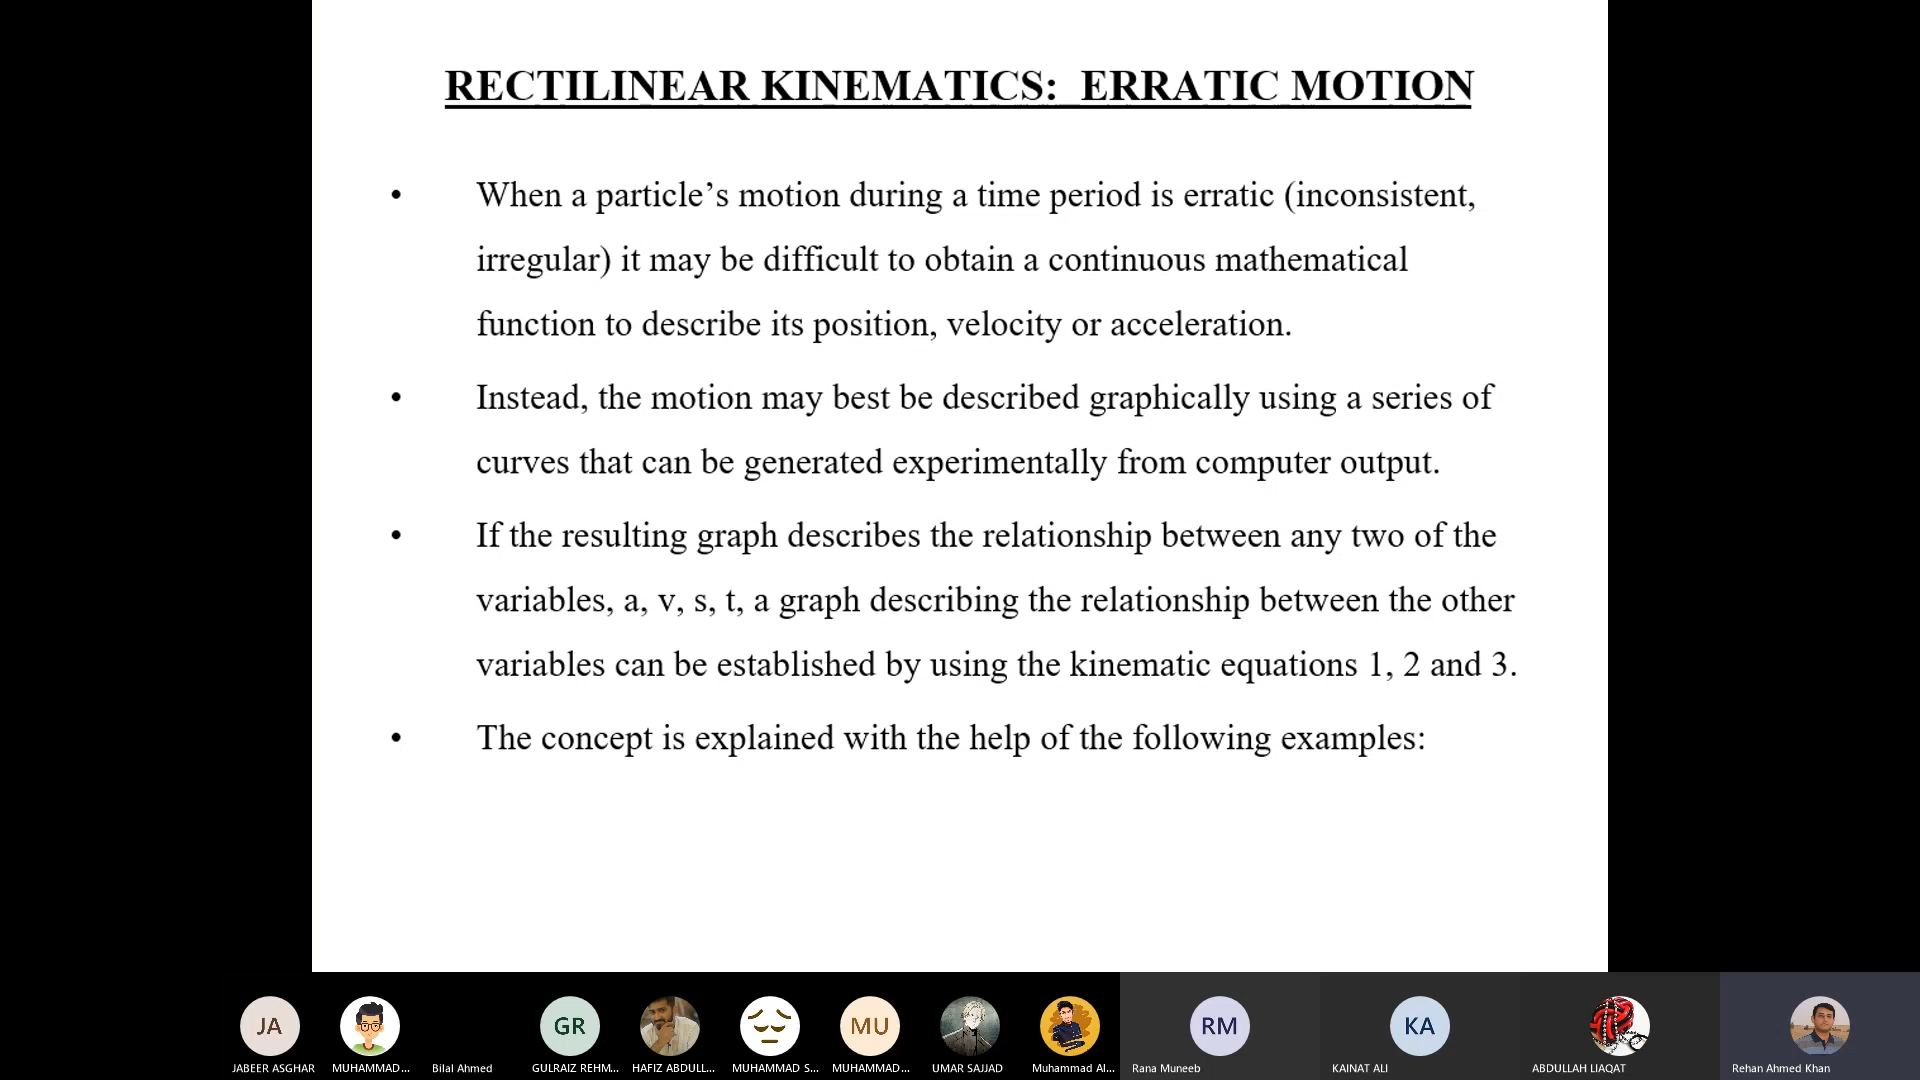 RECTILINEAR KINEMATICS:  ERRATIC MOTION
• When a particle’s motion during a time period is erratic (inconsistent,
irregular) it may be difficult to obtain a continuous mathematical
function to describe its position, velocity or acceleration.
• Instead, the motion may best be described graphically using a series of
curves that can be generated experimentally from computer output.
• If the resulting graph describes the relationship between any two of the
variables, a, v, s, t, a graph describing the relationship between the other
variables can be established by using the kinematic equations 1, 2 and 3.
• The concept is explained with the help of the following examples:
JA GR MU RM KA
JABEER ASGHAR MUHAMMAD... Bilal Ahmed GULRAIZ REHM... HAFIZ ABDULL... MUHAMMAD S... MUHAMMAD... UMAR SAJJAD Muhammad Al... Rana Muneeb KAINAT ALI ABDULLAH LIAQAT Rehan Ahmed Khan